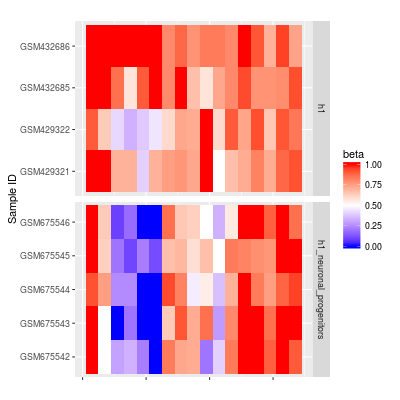 Sample ID
GSM432686
GSM432685
GSM429322
GSM429321
h1
GSM675546
GSM675545
GSM675544
GSM675543
GSM675542
h1_neuronal_progenitors
beta
1.00
0.75
0.50
0.25
0.00